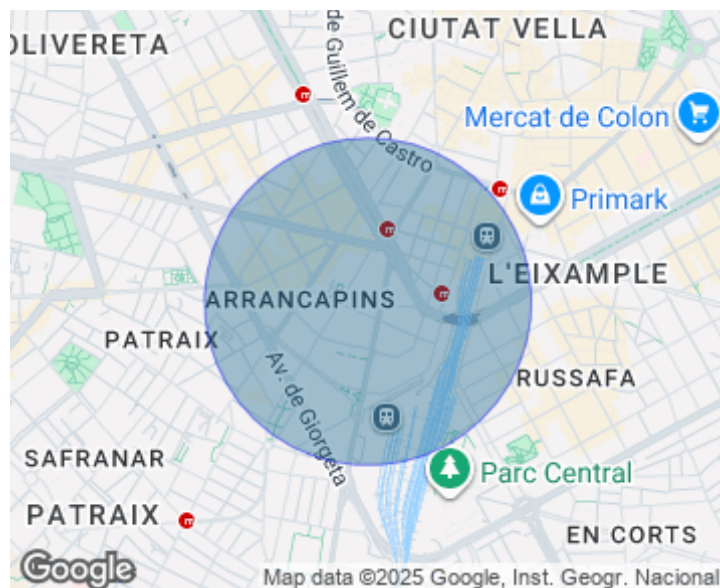 OLIVERETA
CIUTAT VELLA
de Guillem de Castro
Mercat de Colon
Primark
L'EIXAMPLE
ARRANCAPINS
PATRAIX
Av. de Giorgeta
RUSSAFA
SAFRANAR
Parc Central
PATRAIX
EN CORTS
Google
Map data ©2025 Google, Inst. Geogr. Nacional